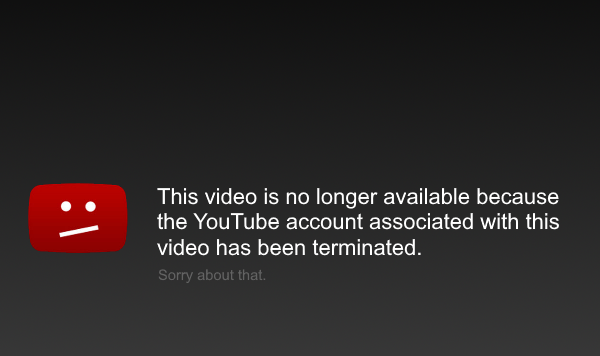 This video is no longer available because
the YouTube account associated with this
video has been terminated.
Sorry about that.